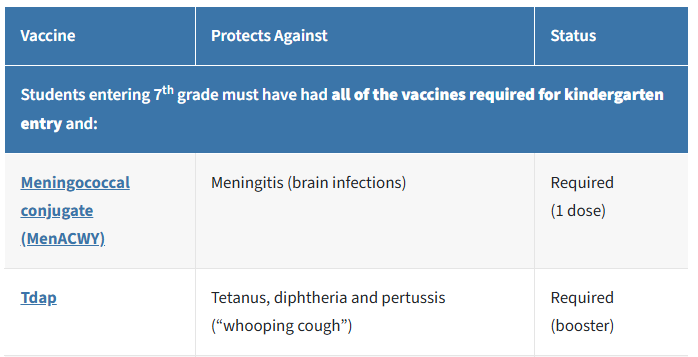 Vaccine Protects Against Status
Students entering 7th grade must have had all of the vaccines required for kindergarten
entry and:
Meningococcal Meningitis (brain infections) Required
conjugate (1 dose)
(MenACWY)
Tdap Tetanus, diphtheria and pertussis Required
(“whooping cough”) (booster)